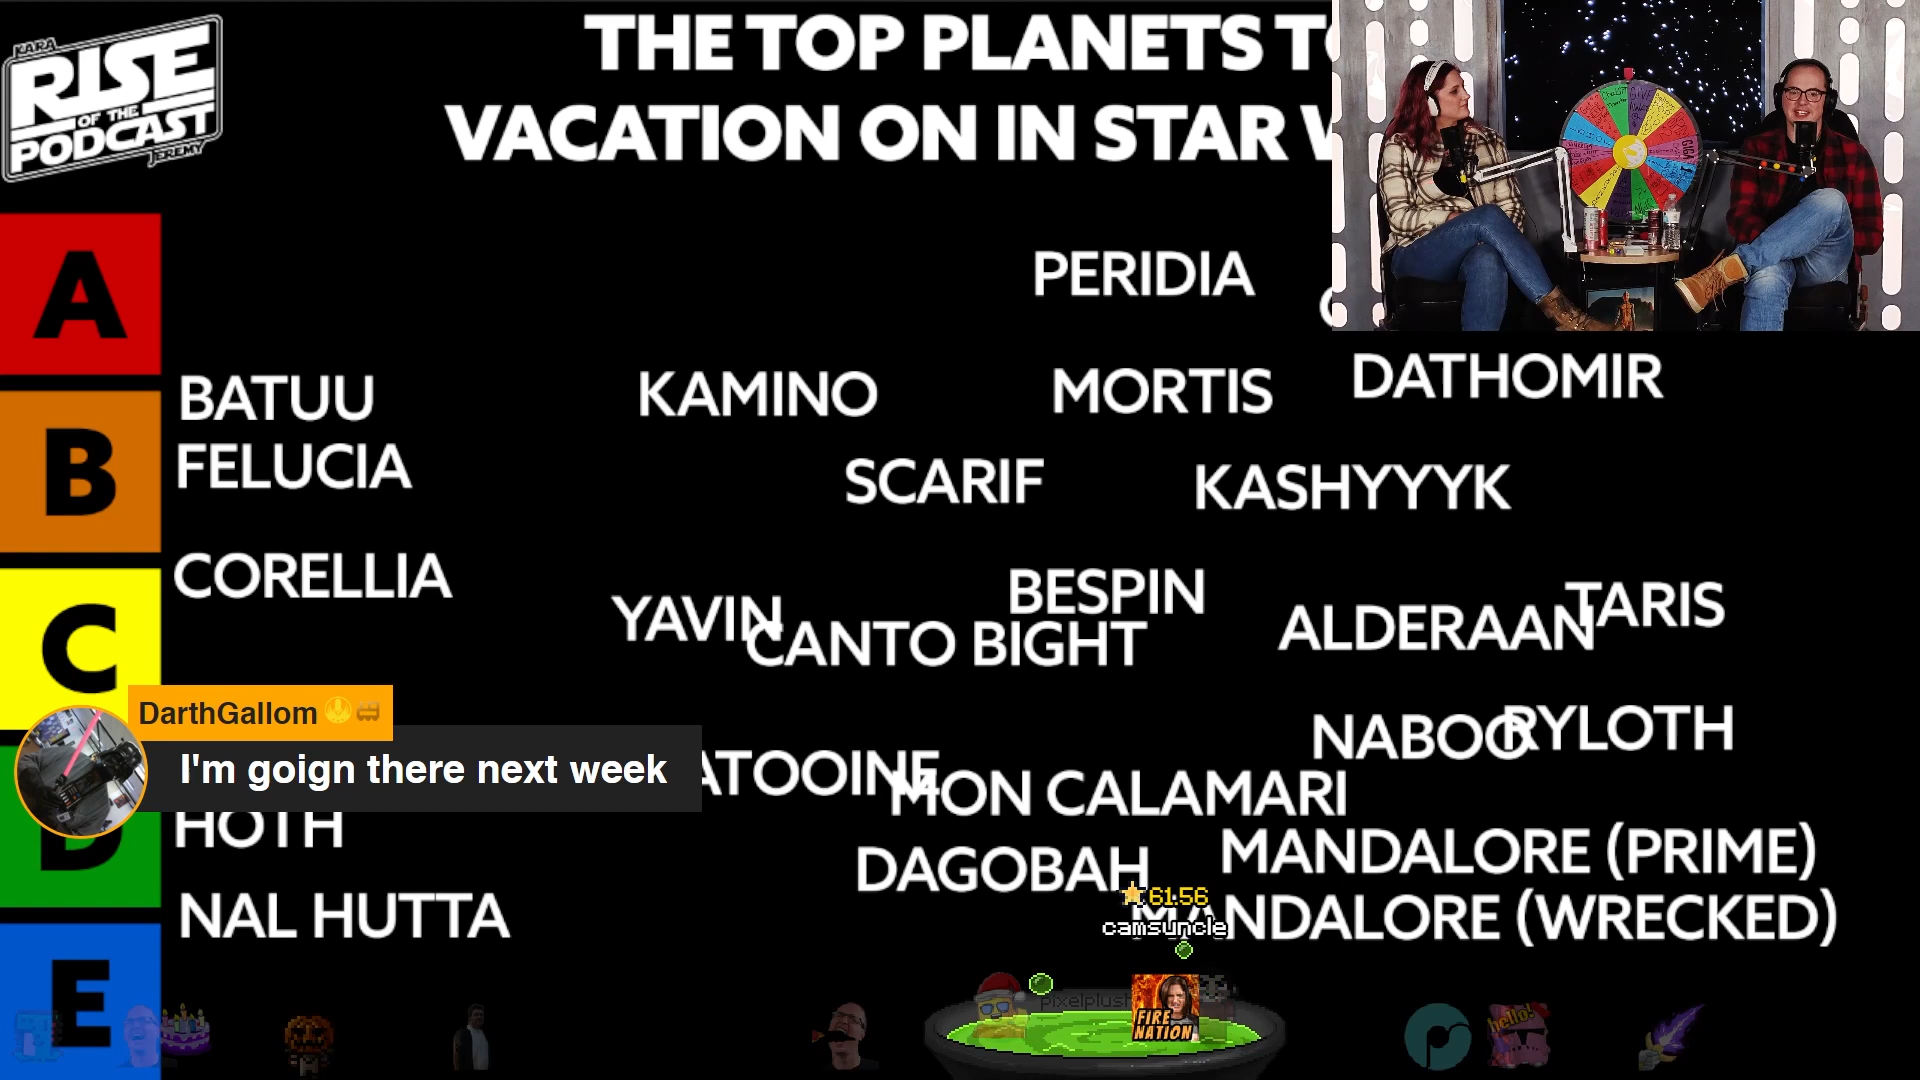 KARA
RISE
OF THE
PODCAST
JEREMY
THE TOP PLANETS
VACATION ON IN STAR
A
PERIDIA
BATUU
KAMINO
MORTIS
DATHOMIR
B
FELUCIA
SCARIF
KASHYYYK
CORELLIA
BESPIN
TARIS
YAVIN
ALDERAAN
CANTO BIGHT
C
DarthGallom
I'm goign there next week
NABOO
RYLOTH
ATOOINE
MON CALAMARI
D
HOTH
DAGOBAH
MANDALORE (PRIME)
61.56
NAL HUTTA
MANDALORE (WRECKED)
camsuncle
E
FIRE
NATION
hello!